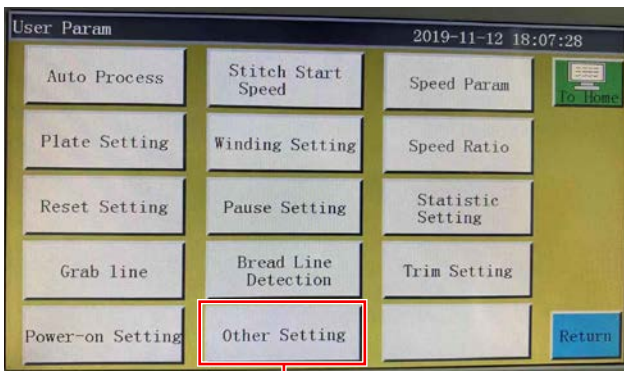 User Param
2019-11-12 18:07:28
Auto Process
Stitch Start
Speed
Speed Param
To Home
Plate Setting
Winding Setting
Speed Ratio
Reset Setting
Pause Setting
Statistic
Setting
Grab line
Bread Line
Detection
Trim Setting
Power-on Setting
Other Setting
Return